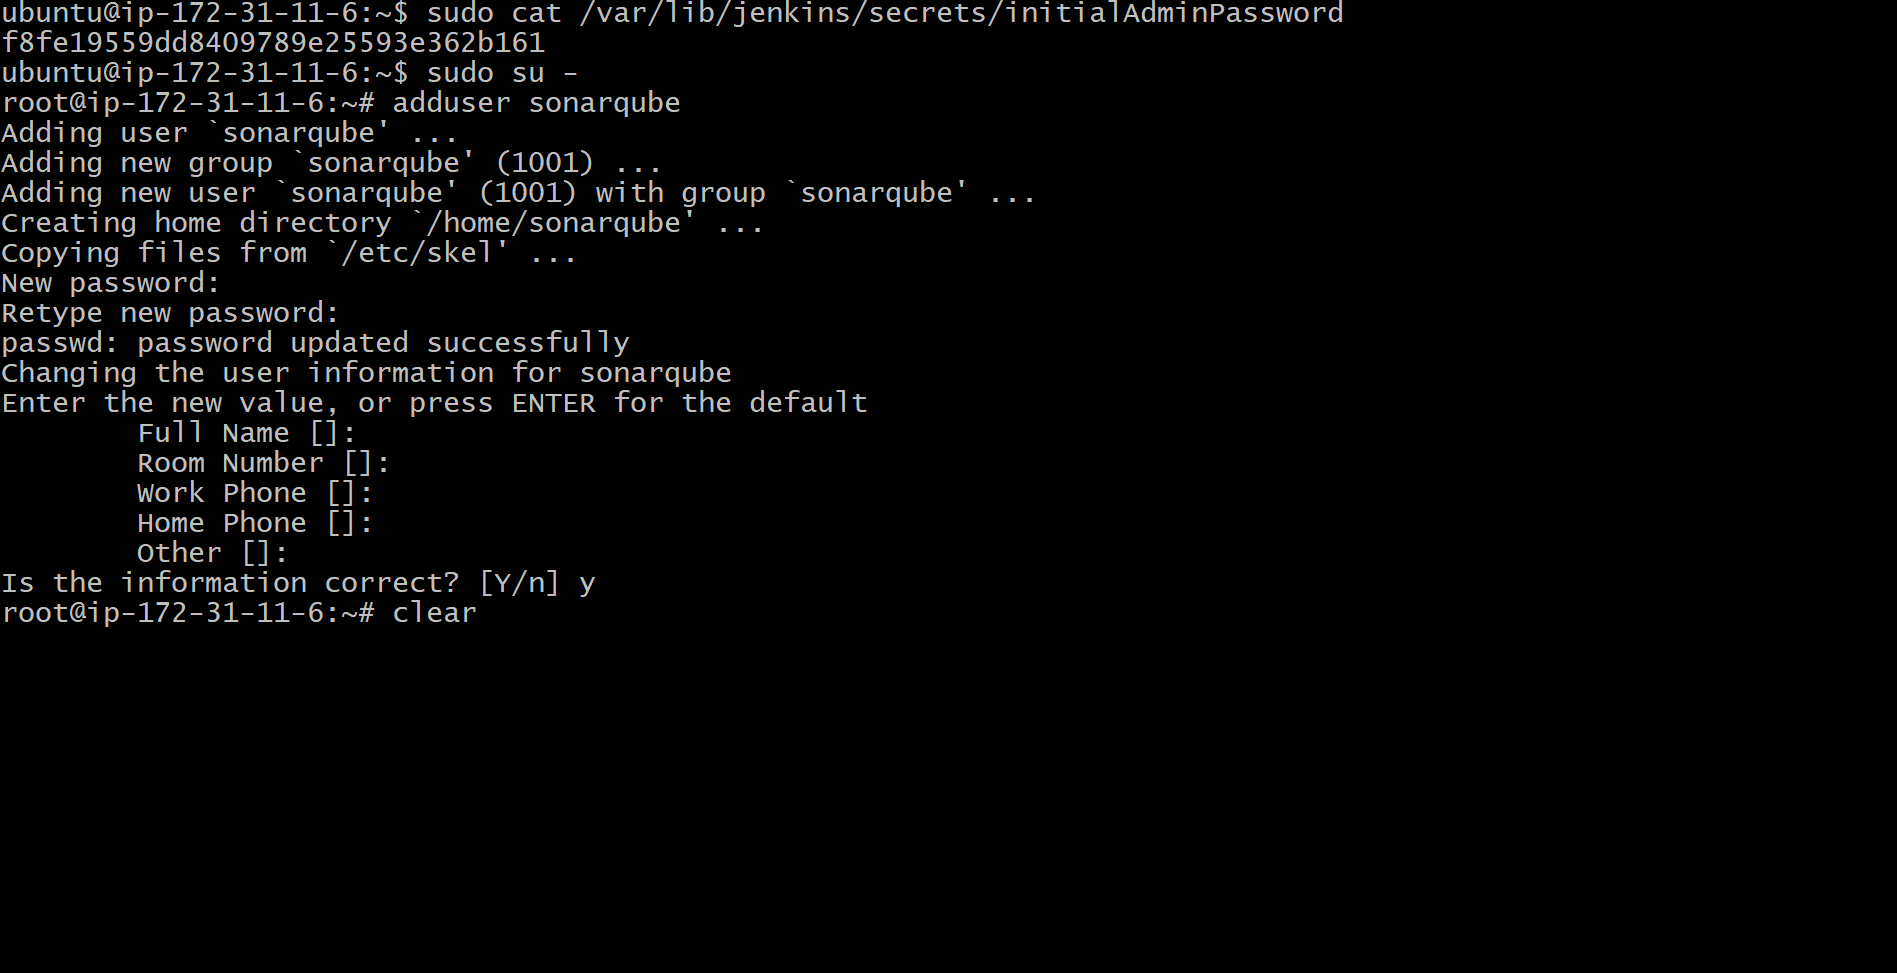 ubuntu@ip-172-31-11-6:~$ sudo cat /var/lib/jenkins/secrets/initialAdminPassword
f8fe19559dd8409789e25593e362b161
ubuntu@ip-172-31-11-6:~$ sudo su -
root@ip-172-31-11-6:~# adduser sonarqube
Adding user `sonarqube' ...
Adding new group `sonarqube' (1001) ...
Adding new user `sonarqube' (1001) with group `sonarqube' ...
Creating home directory `/home/sonarqube' ...
Copying files from `/etc/skel' ...
New password:
Retype new password:
passwd: password updated successfully
Changing the user information for sonarqube
Enter the new value, or press ENTER for the default
        Full Name []:
        Room Number []:
        Work Phone []:
        Home Phone []:
        Other []:
Is the information correct? [Y/n] y
root@ip-172-31-11-6:~# clear